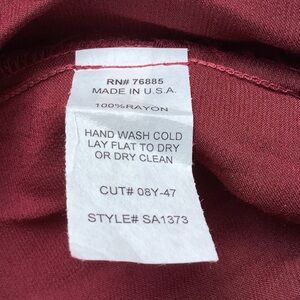 RN# 76885
MADE IN U.S.A.
100%RAYON
HAND WASH COLD
LAY FLAT TO DRY
OR DRY CLEAN
CUT# 08Y-47
STYLE# SA1373